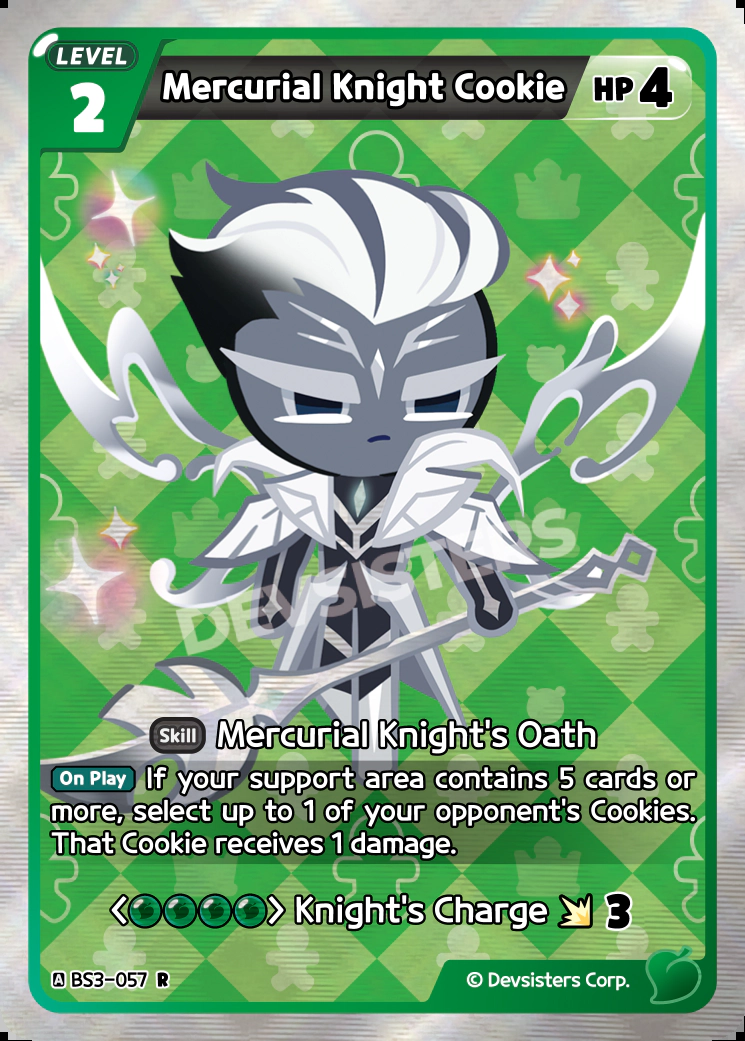 LEVEL
2
Mercurial Knight Cookie
HP 4
DEVSISTERS
Skill Mercurial Knight's Oath
On Play If your support area contains 5 cards or
more, select up to 1 of your opponent's Cookies.
That Cookie receives 1 damage.
< > Knight's Charge 3
A BS3-057 R
© Devsisters Corp.